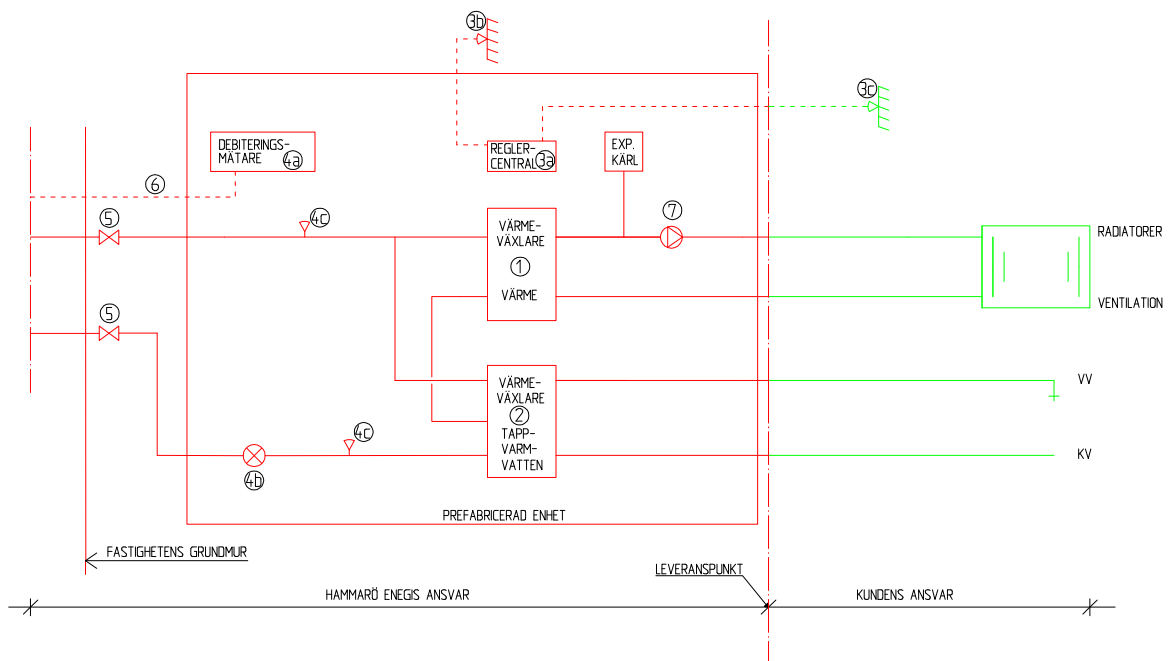 3b
3c
DEBITERINGS-
MÄTARE 4a
REGLER-
CENTRAL 3a
EXP.
KÄRL
6
5
4c
7
VÄRME-
VÄXLARE
1
VÄRME
RADIATORER
VENTILATION
5
VÄRME-
VÄXLARE
2
TAPP-
VARM-
VATTEN
VV
4c
KV
4b
PREFABRICERAD ENHET
FASTIGHETENS GRUNDMUR
LEVERANSPUNKT
HAMMARÖ ENEGIS ANSVAR
KUNDENS ANSVAR